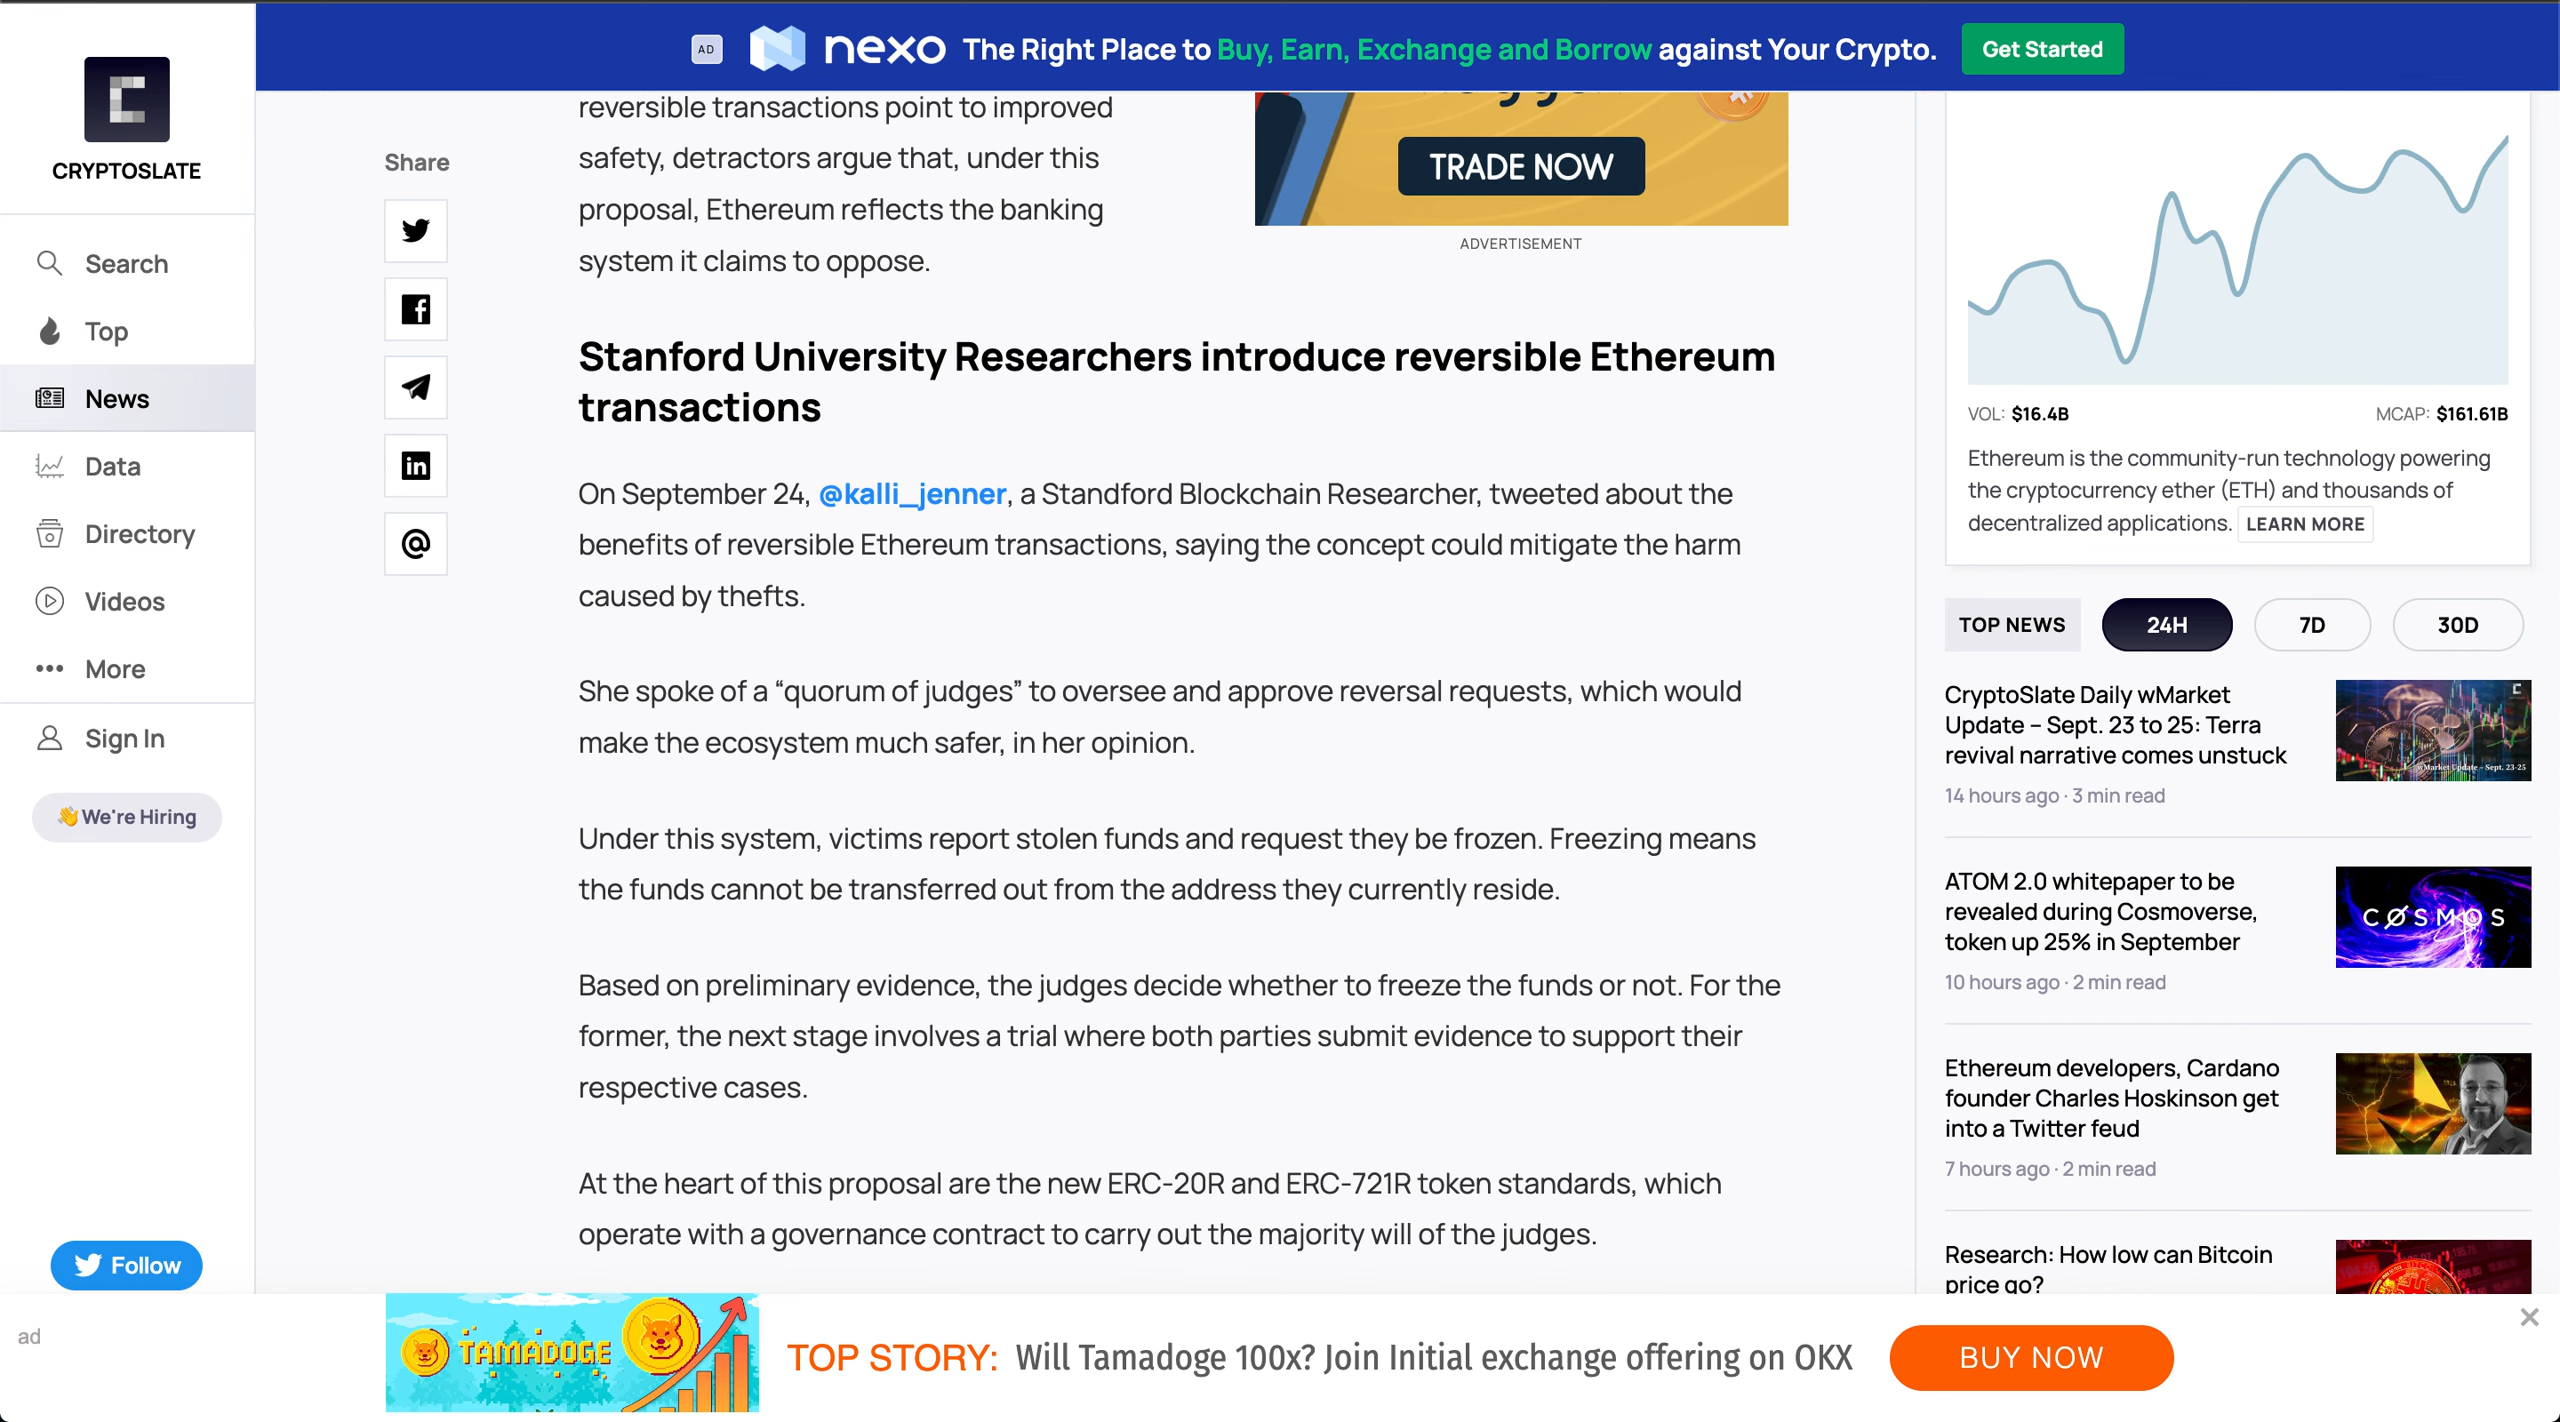 AD
nexo
The Right Place to Buy, Earn, Exchange and Borrow against Your Crypto.
Get Started
CRYPTOSLATE
Search
Top
News
Data
Directory
Videos
More
Sign In
👋 We're Hiring
Follow
Share
reversible transactions point to improved
safety, detractors argue that, under this
proposal, Ethereum reflects the banking
system it claims to oppose.
TRADE NOW
ADVERTISEMENT
Stanford University Researchers introduce reversible Ethereum
transactions
On September 24, @kalli_jenner, a Standford Blockchain Researcher, tweeted about the
benefits of reversible Ethereum transactions, saying the concept could mitigate the harm
caused by thefts.
She spoke of a “quorum of judges” to oversee and approve reversal requests, which would
make the ecosystem much safer, in her opinion.
Under this system, victims report stolen funds and request they be frozen. Freezing means
the funds cannot be transferred out from the address they currently reside.
Based on preliminary evidence, the judges decide whether to freeze the funds or not. For the
former, the next stage involves a trial where both parties submit evidence to support their
respective cases.
At the heart of this proposal are the new ERC-20R and ERC-721R token standards, which
operate with a governance contract to carry out the majority will of the judges.
VOL: $16.4B
MCAP: $161.61B
Ethereum is the community-run technology powering
the cryptocurrency ether (ETH) and thousands of
decentralized applications. LEARN MORE
TOP NEWS
24H
7D
30D
CryptoSlate Daily wMarket
Update – Sept. 23 to 25: Terra
revival narrative comes unstuck
14 hours ago · 3 min read
wMarket Update – Sept. 23-25
ATOM 2.0 whitepaper to be
revealed during Cosmoverse,
token up 25% in September
10 hours ago · 2 min read
COSMOS
Ethereum developers, Cardano
founder Charles Hoskinson get
into a Twitter feud
7 hours ago · 2 min read
Research: How low can Bitcoin
price go?
ad
TAMADOGE
TOP STORY: Will Tamadoge 100x? Join Initial exchange offering on OKX
BUY NOW